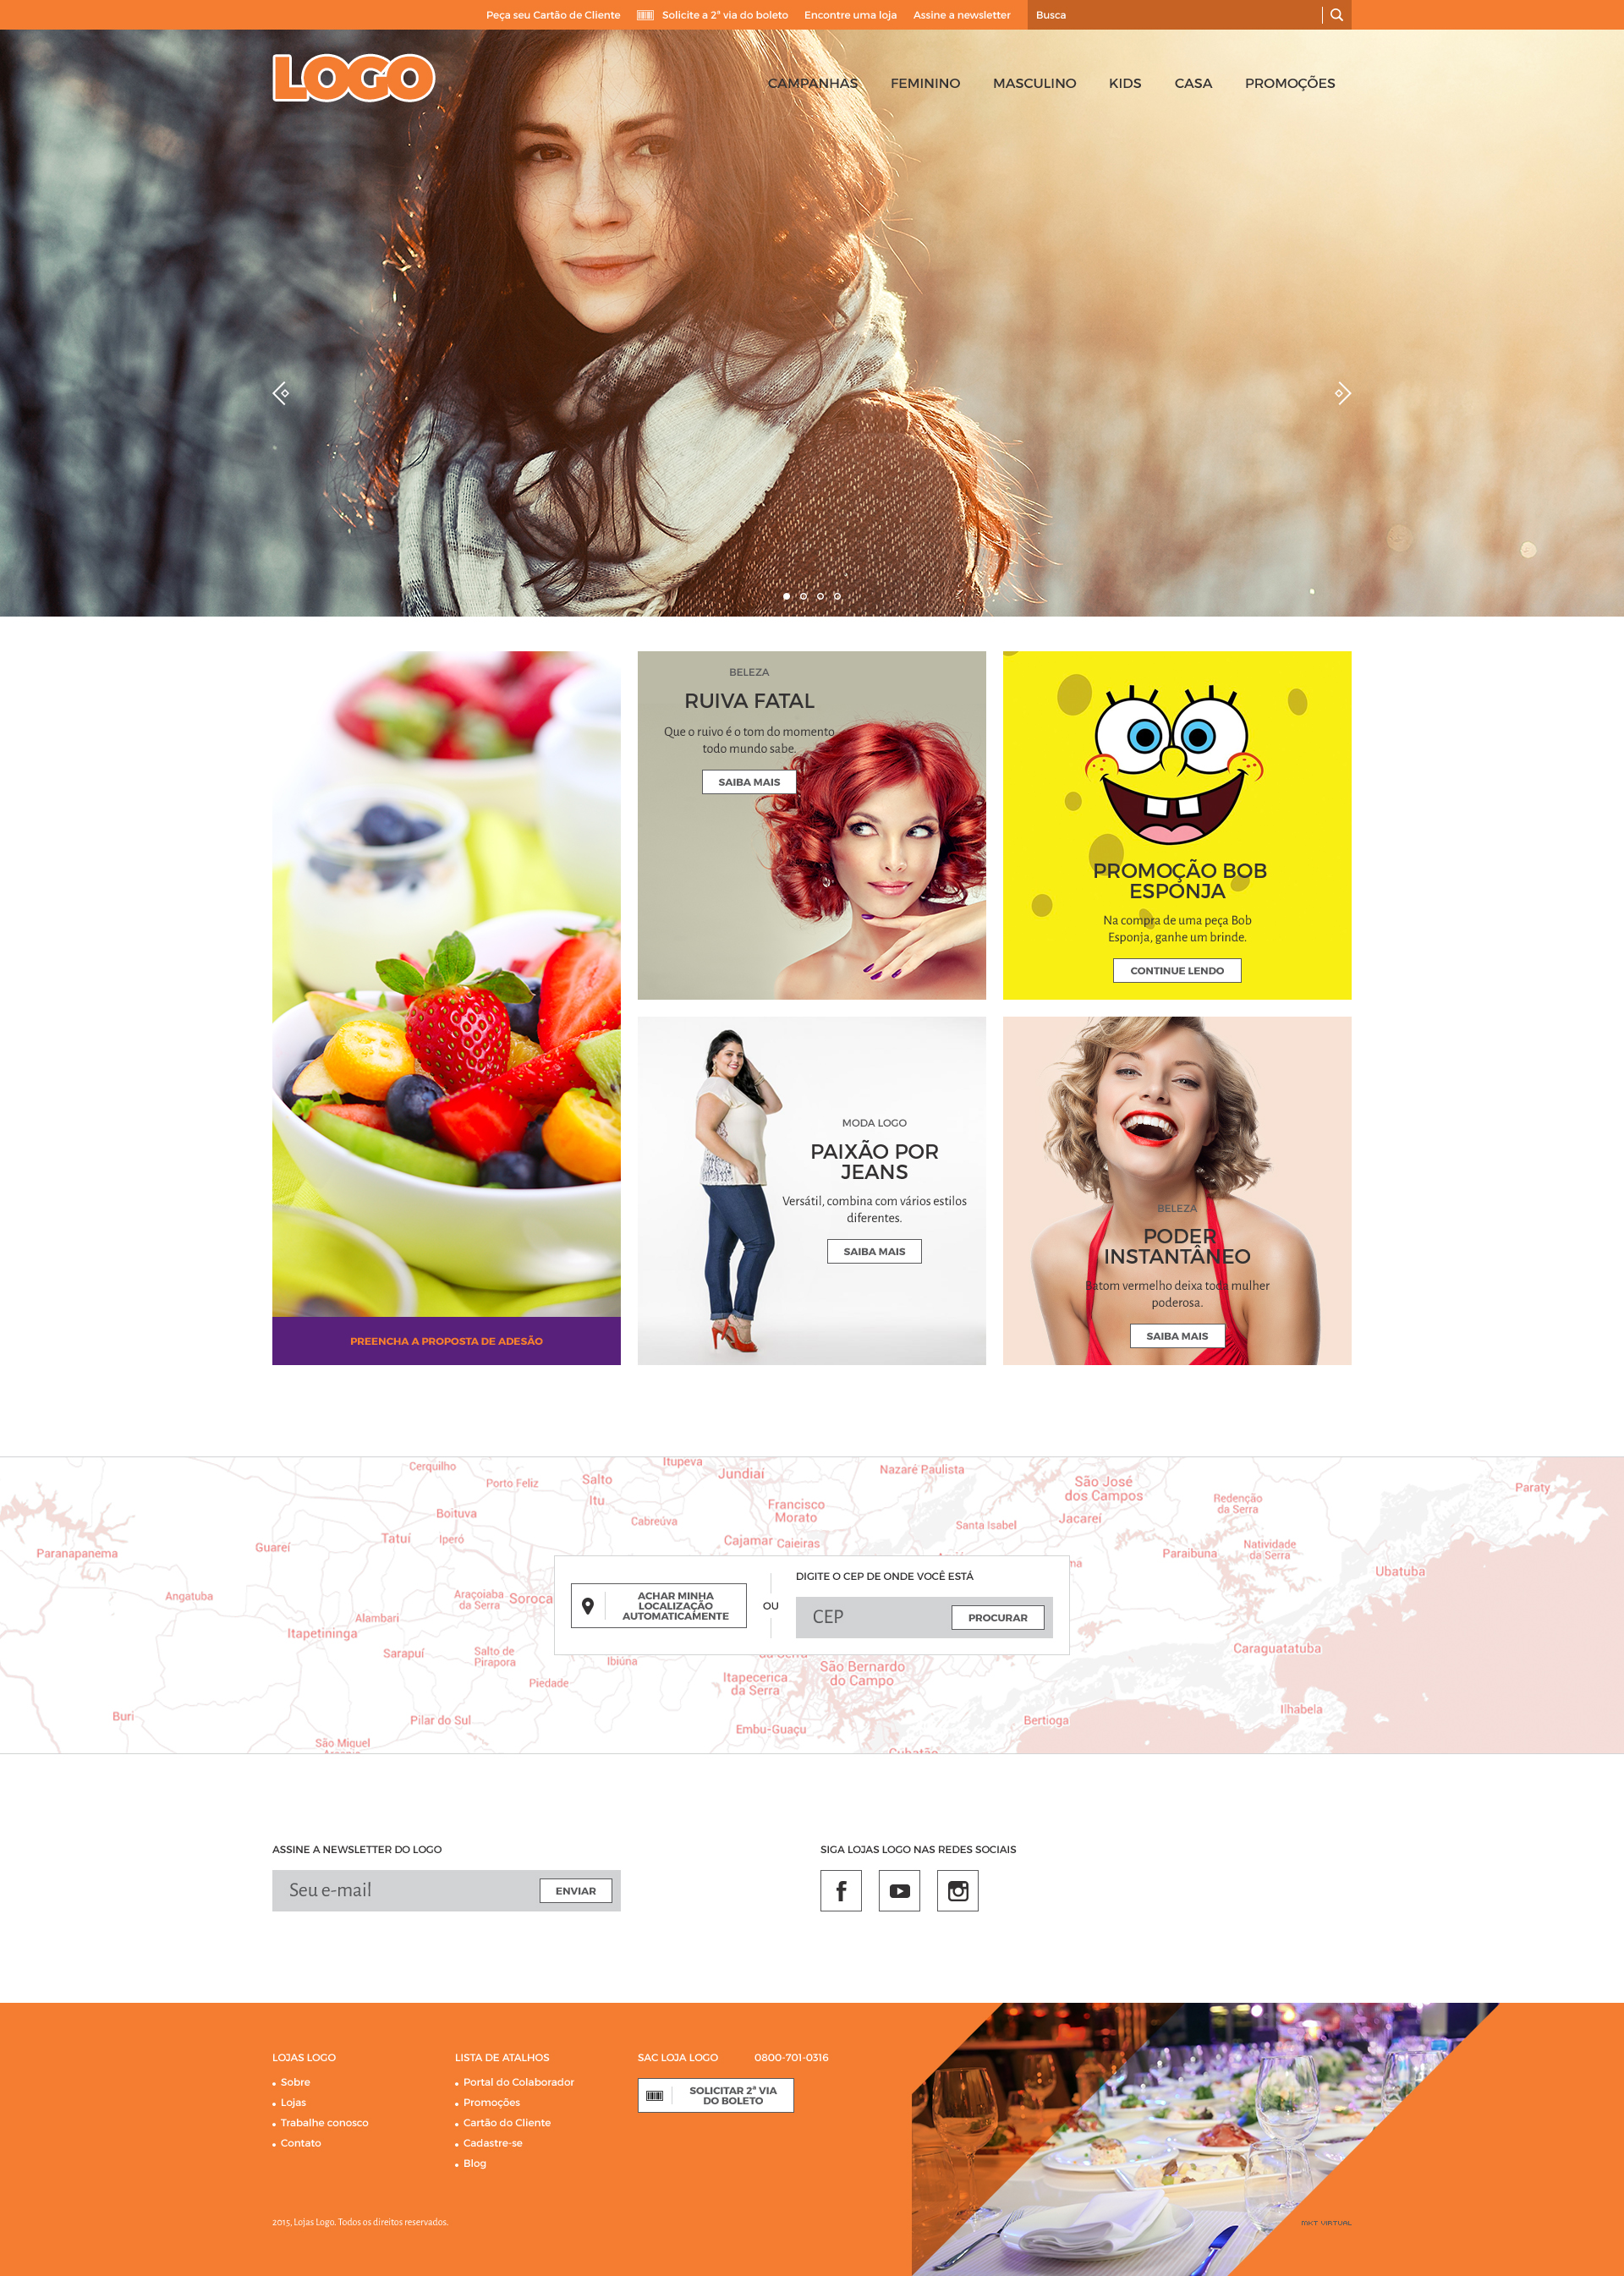 Peça seu Cartão de Cliente
Solicite a 2ª via do boleto
Encontre uma loja
Assine a newsletter
Busca
LOGO
CAMPANHAS
FEMININO
MASCULINO
KIDS
CASA
PROMOÇÕES
BELEZA
RUIVA FATAL
Que o ruivo é o tom do momento
todo mundo sabe.
SAIBA MAIS
PROMOÇÃO BOB
ESPONJA
Na compra de uma peça Bob
Esponja, ganhe um brinde.
CONTINUE LENDO
PREENCHA A PROPOSTA DE ADESÃO
MODA LOGO
PAIXÃO POR
JEANS
Versátil, combina com vários estilos
diferentes.
SAIBA MAIS
BELEZA
PODER
INSTANTÂNEO
Batom vermelho deixa toda mulher
poderosa.
SAIBA MAIS
Cerquilho
Porto Feliz
Salto
Itu
Itupeva
Jundiaí
Nazaré Paulista
São José
dos Campos
Paraty
Boituva
Cabreúva
Francisco
Morato
Santa Isabel
Jacareí
Redenção
da Serra
Paranapanema
Guareí
Tatuí
Iperó
Cajamar
Caieiras
Paraibuna
Natividade
da Serra
Ubatuba
Angatuba
Araçoiaba
da Serra
Soroca
Alambari
Itapetininga
Sarapuí
Salto de
Pirapora
Ibiúna
Piedade
ACHAR MINHA
LOCALIZAÇÃO
AUTOMATICAMENTE
OU
DIGITE O CEP DE ONDE VOCÊ ESTÁ
CEP
PROCURAR
da Serra
Itapecerica
da Serra
São Bernardo
do Campo
Caraguatatuba
Buri
Pilar do Sul
Embu-Guaçu
Bertioga
Ilhabela
São Miguel
Cubatão
ASSINE A NEWSLETTER DO LOGO
Seu e-mail
ENVIAR
SIGA LOJAS LOGO NAS REDES SOCIAIS
LOJAS LOGO
Sobre
Lojas
Trabalhe conosco
Contato
LISTA DE ATALHOS
Portal do Colaborador
Promoções
Cartão do Cliente
Cadastre-se
Blog
SAC LOJA LOGO
0800-701-0316
SOLICITAR 2ª VIA
DO BOLETO
2015, Lojas Logo. Todos os direitos reservados.
MKT VIRTUAL